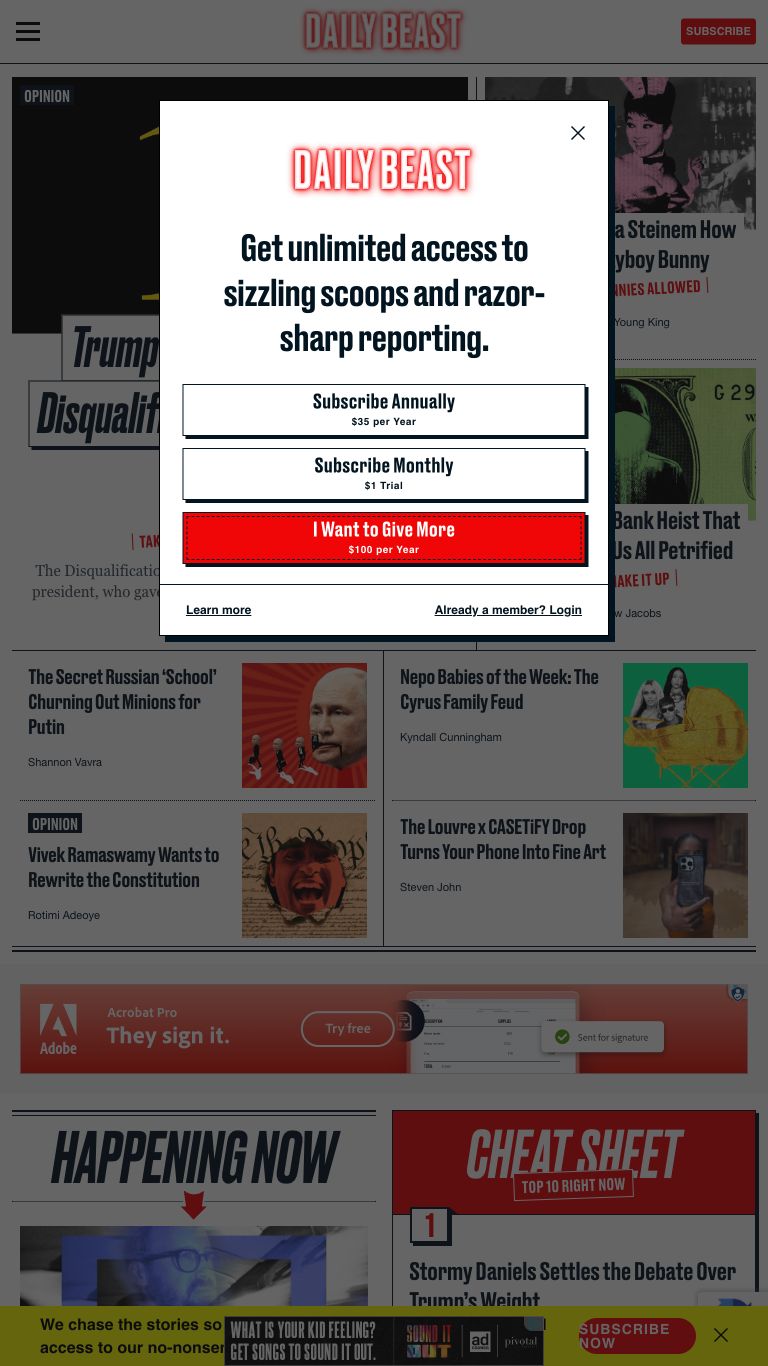 DAILY BEAST
SUBSCRIBE
OPINION
DAILY BEAST
Get unlimited access to
sizzling scoops and razor-
sharp reporting.
Subscribe Annually
$35 per Year
Subscribe Monthly
$1 Trial
I Want to Give More
$100 per Year
Learn more
Already a member? Login
Trump
Disqualif
TAK
The Disqualificatio
president, who gave
a Steinem How
yboy Bunny
NNIES ALLOWED
Young King
G 29
Bank Heist That
Us All Petrified
AKE IT UP
w Jacobs
The Secret Russian ‘School’
Churning Out Minions for
Putin
Shannon Vavra
Nepo Babies of the Week: The
Cyrus Family Feud
Kyndall Cunningham
OPINION
Vivek Ramaswamy Wants to
Rewrite the Constitution
Rotimi Adeoye
The Louvre x CASETiFY Drop
Turns Your Phone Into Fine Art
Steven John
Adobe
Acrobat Pro
They sign it.
Try free
Sent for signature
HAPPENING NOW
CHEAT SHEET
TOP 10 RIGHT NOW
1
Stormy Daniels Settles the Debate Over
Trump’s Weight
We chase the stories so
access to our no-nonsen
WHAT IS YOUR KID FEELING?
GET SONGS TO SOUND IT OUT.
SOUND IT
OUT
ad
pivotal
SUBSCRIBE
NOW